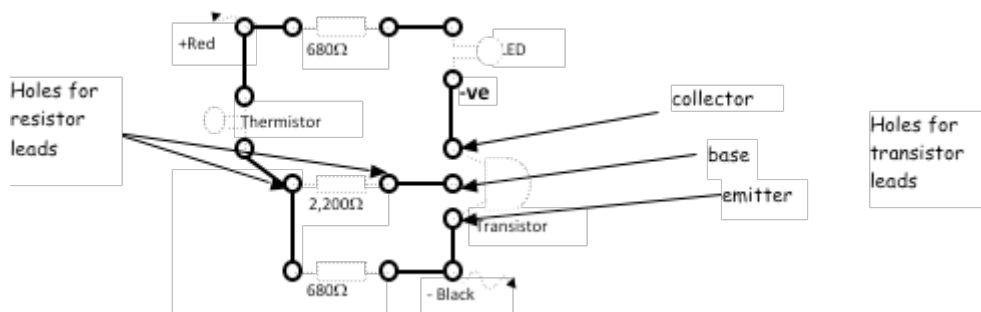 +Red
680Ω
LED
-ve
Holes for
resistor
leads
Thermistor
collector
base
emitter
Holes for
transistor
leads
2,200Ω
Transistor
680Ω
- Black